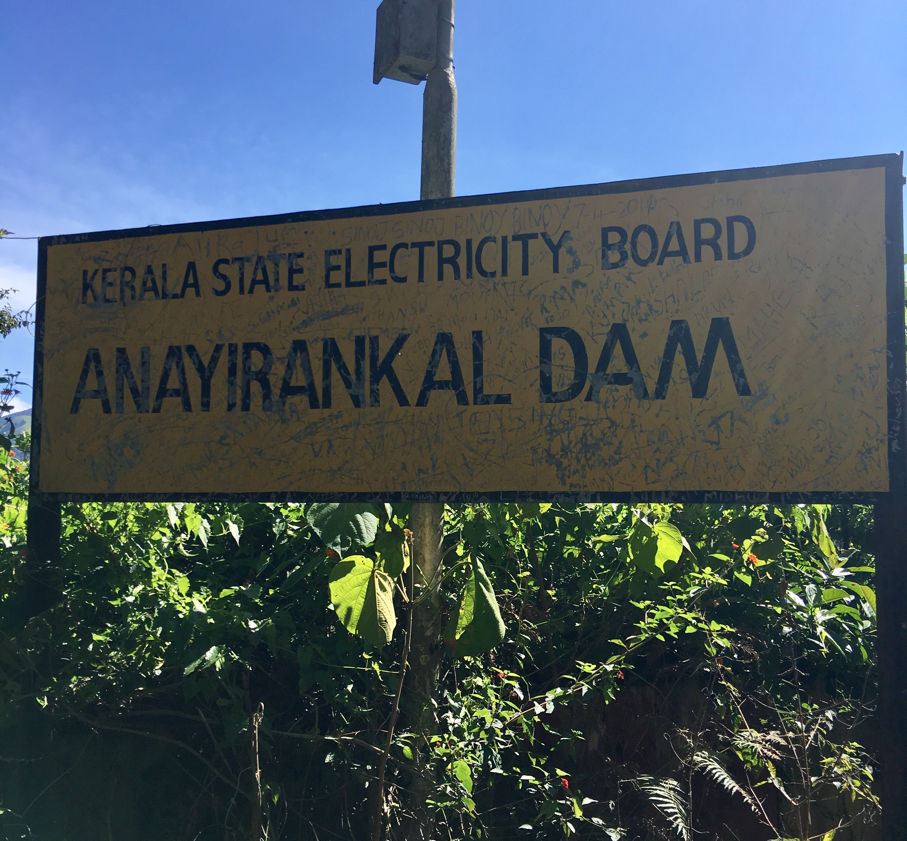 KERALA STATE ELECTRICITY BOARD
ANAYIRANKAL DAM